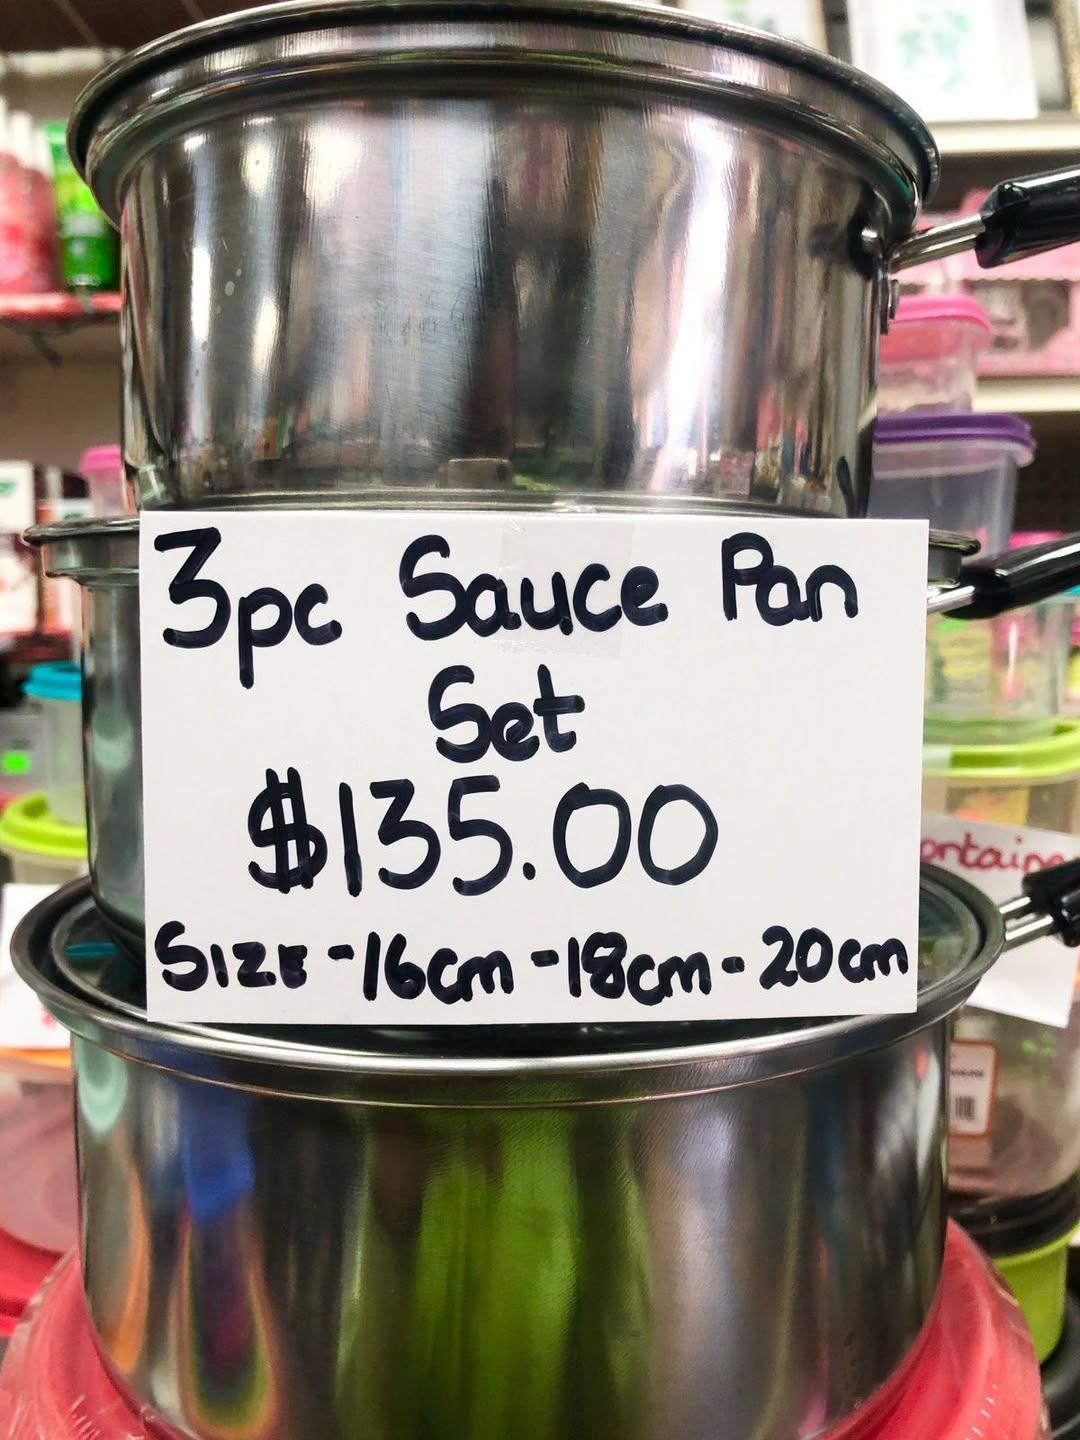 3pc Sauce Pan
Set
$135.00
SIZE - 16cm - 18cm - 20cm